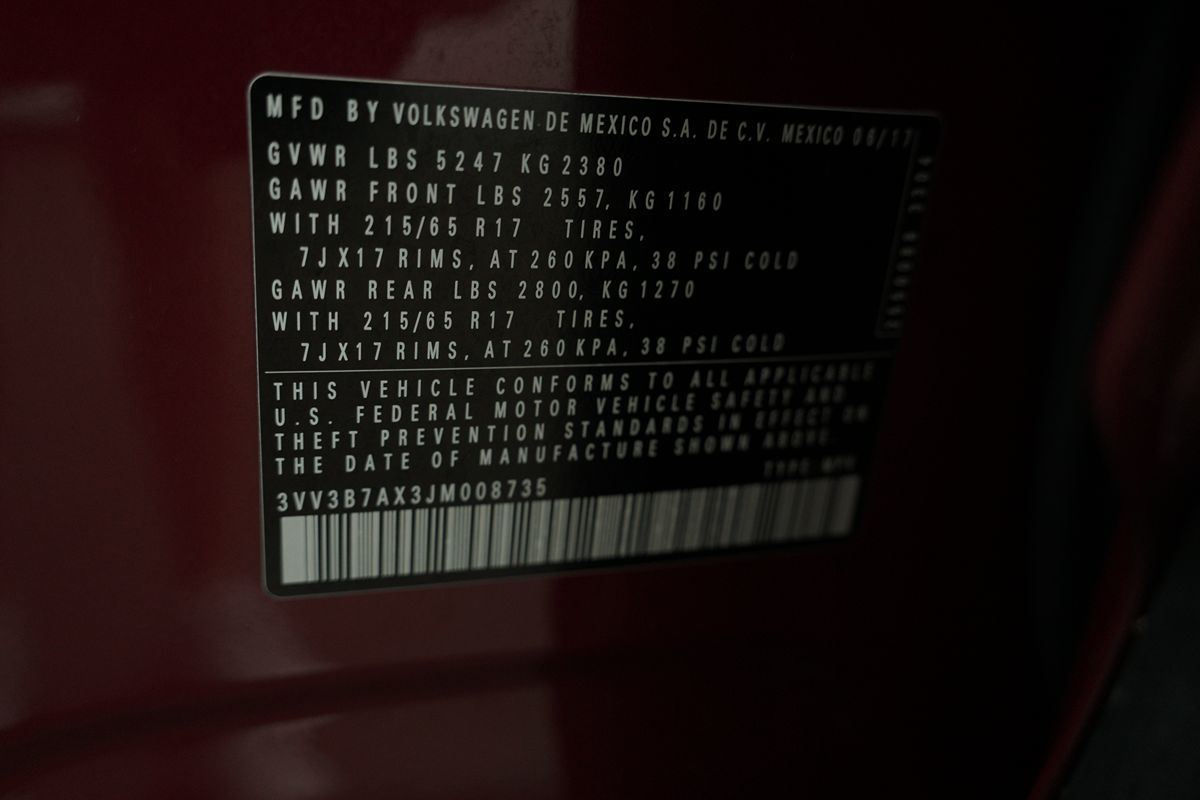 MFD BY VOLKSWAGEN DE MEXICO S.A. DE C.V. MEXICO 06/17
GVWR LBS 5247 KG 2380
GAWR FRONT LBS 2557, KG 1160
WITH 215/65 R17 TIRES,
7JX17 RIMS, AT 260 KPA, 38 PSI COLD
GAWR REAR LBS 2800, KG 1270
WITH 215/65 R17 TIRES,
7JX17 RIMS, AT 260 KPA, 38 PSI COLD
THIS VEHICLE CONFORMS TO ALL APPLICABLE
U.S. FEDERAL MOTOR VEHICLE SAFETY AND
THEFT PREVENTION STANDARDS IN EFFECT ON
THE DATE OF MANUFACTURE SHOWN ABOVE.
3VV3B7AX3JM008735